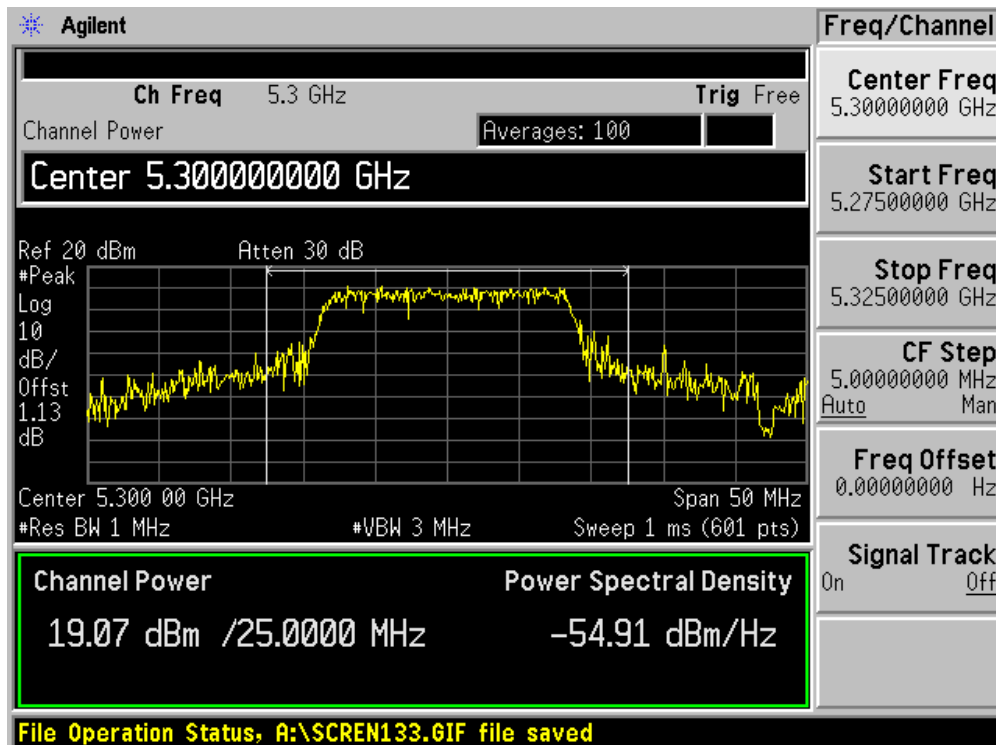 Agilent
Freq/Channel
Ch Freq 5.3 GHz Trig Free
Channel Power Averages: 100
Center 5.300000000 GHz
Ref 20 dBm Atten 30 dB
#Peak
Log
10
dB/
Offst
1.13
dB
Center 5.300 00 GHz Span 50 MHz
#Res BW 1 MHz #VBW 3 MHz Sweep 1 ms (601 pts)
Channel Power Power Spectral Density
19.07 dBm /25.0000 MHz -54.91 dBm/Hz
File Operation Status, A:\SCREN133.GIF file saved
Center Freq
5.30000000 GHz
Start Freq
5.27500000 GHz
Stop Freq
5.32500000 GHz
CF Step
5.00000000 MHz
Auto Man
Freq Offset
0.00000000 Hz
Signal Track
On Off